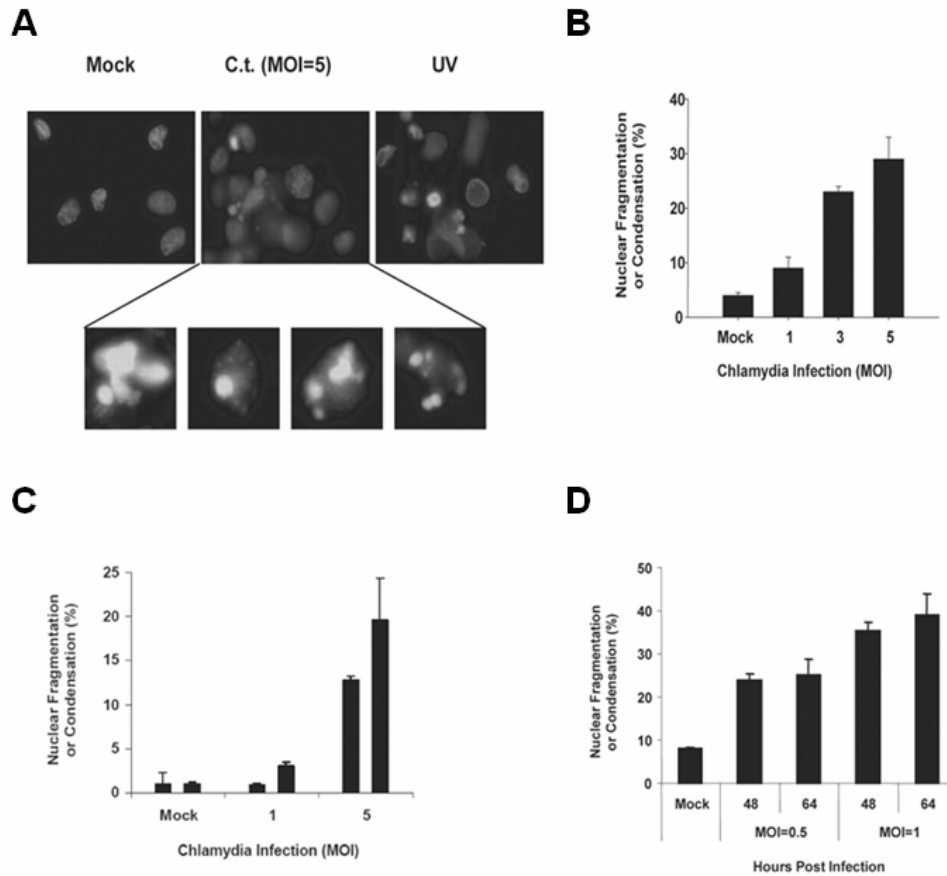 A
Mock C.t. (MOI=5) UV
B
40
30
20
10
0
Nuclear Fragmentation
or Condensation (%)
Mock 1 3 5
Chlamydia Infection (MOI)
C
25
20
15
10
5
0
Nuclear Fragmentation
or Condensation (%)
Mock 1 5
Chlamydia Infection (MOI)
D
50
40
30
20
10
0
Nuclear Fragmentation
or Condensation (%)
Mock 48 64 48 64
MOI=0.5 MOI=1
Hours Post Infection